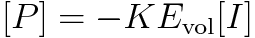 [P] = −KE_vol[I]